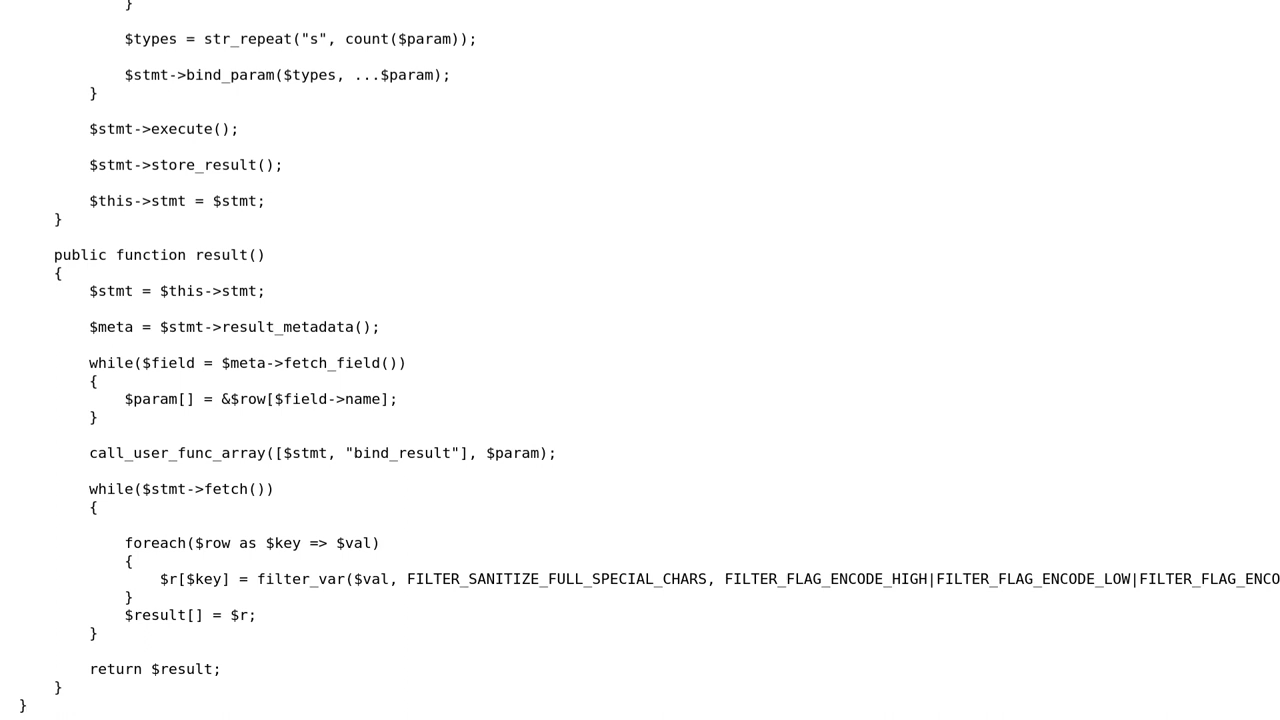 }
$types = str_repeat("s", count($param));
$stmt->bind_param($types, ...$param);
}
$stmt->execute();
$stmt->store_result();
$this->stmt = $stmt;
}
public function result()
{
$stmt = $this->stmt;
$meta = $stmt->result_metadata();
while($field = $meta->fetch_field())
{
$param[] = &$row[$field->name];
}
call_user_func_array([$stmt, "bind_result"], $param);
while($stmt->fetch())
{
foreach($row as $key => $val)
{
$r[$key] = filter_var($val, FILTER_SANITIZE_FULL_SPECIAL_CHARS, FILTER_FLAG_ENCODE_HIGH|FILTER_FLAG_ENCODE_LOW|FILTER_FLAG_ENCO
}
$result[] = $r;
}
return $result;
}
}